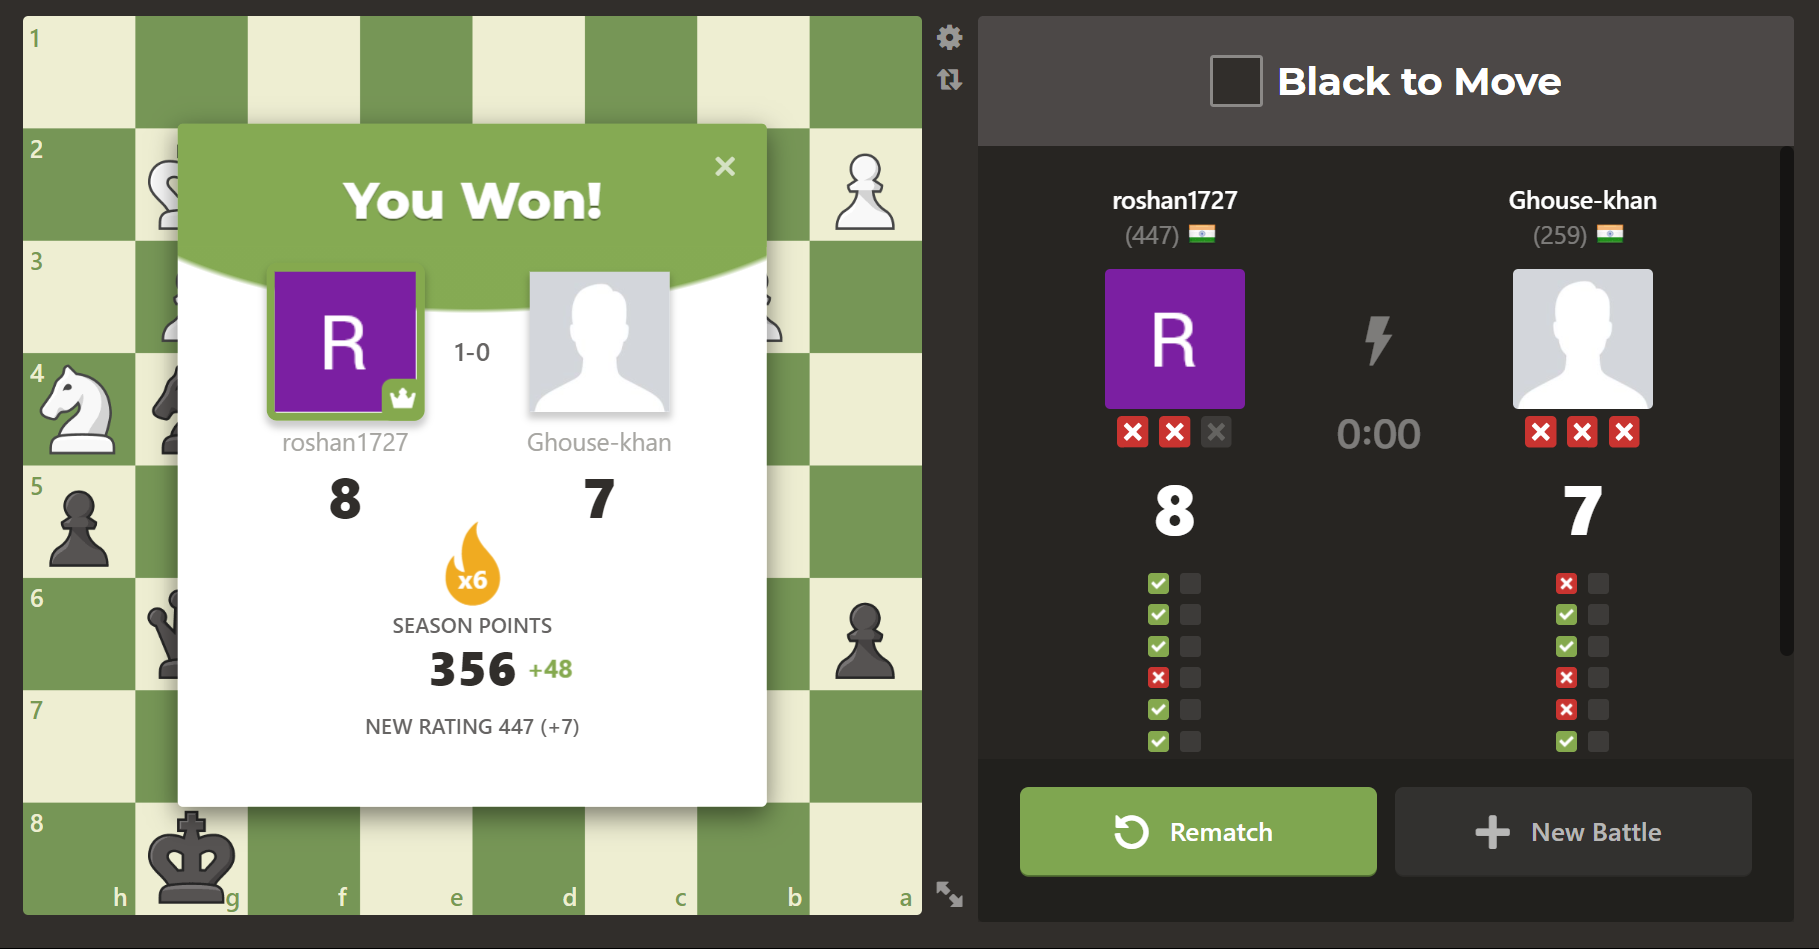 1
2
3
4
5
6
7
8
h
g
f
e
d
c
b
a
You Won!
R
1-0
roshan1727
Ghouse-khan
8
7
x6
SEASON POINTS
356 +48
NEW RATING 447 (+7)
Black to Move
roshan1727
(447)
Ghouse-khan
(259)
R
0:00
8
7
Rematch
New Battle